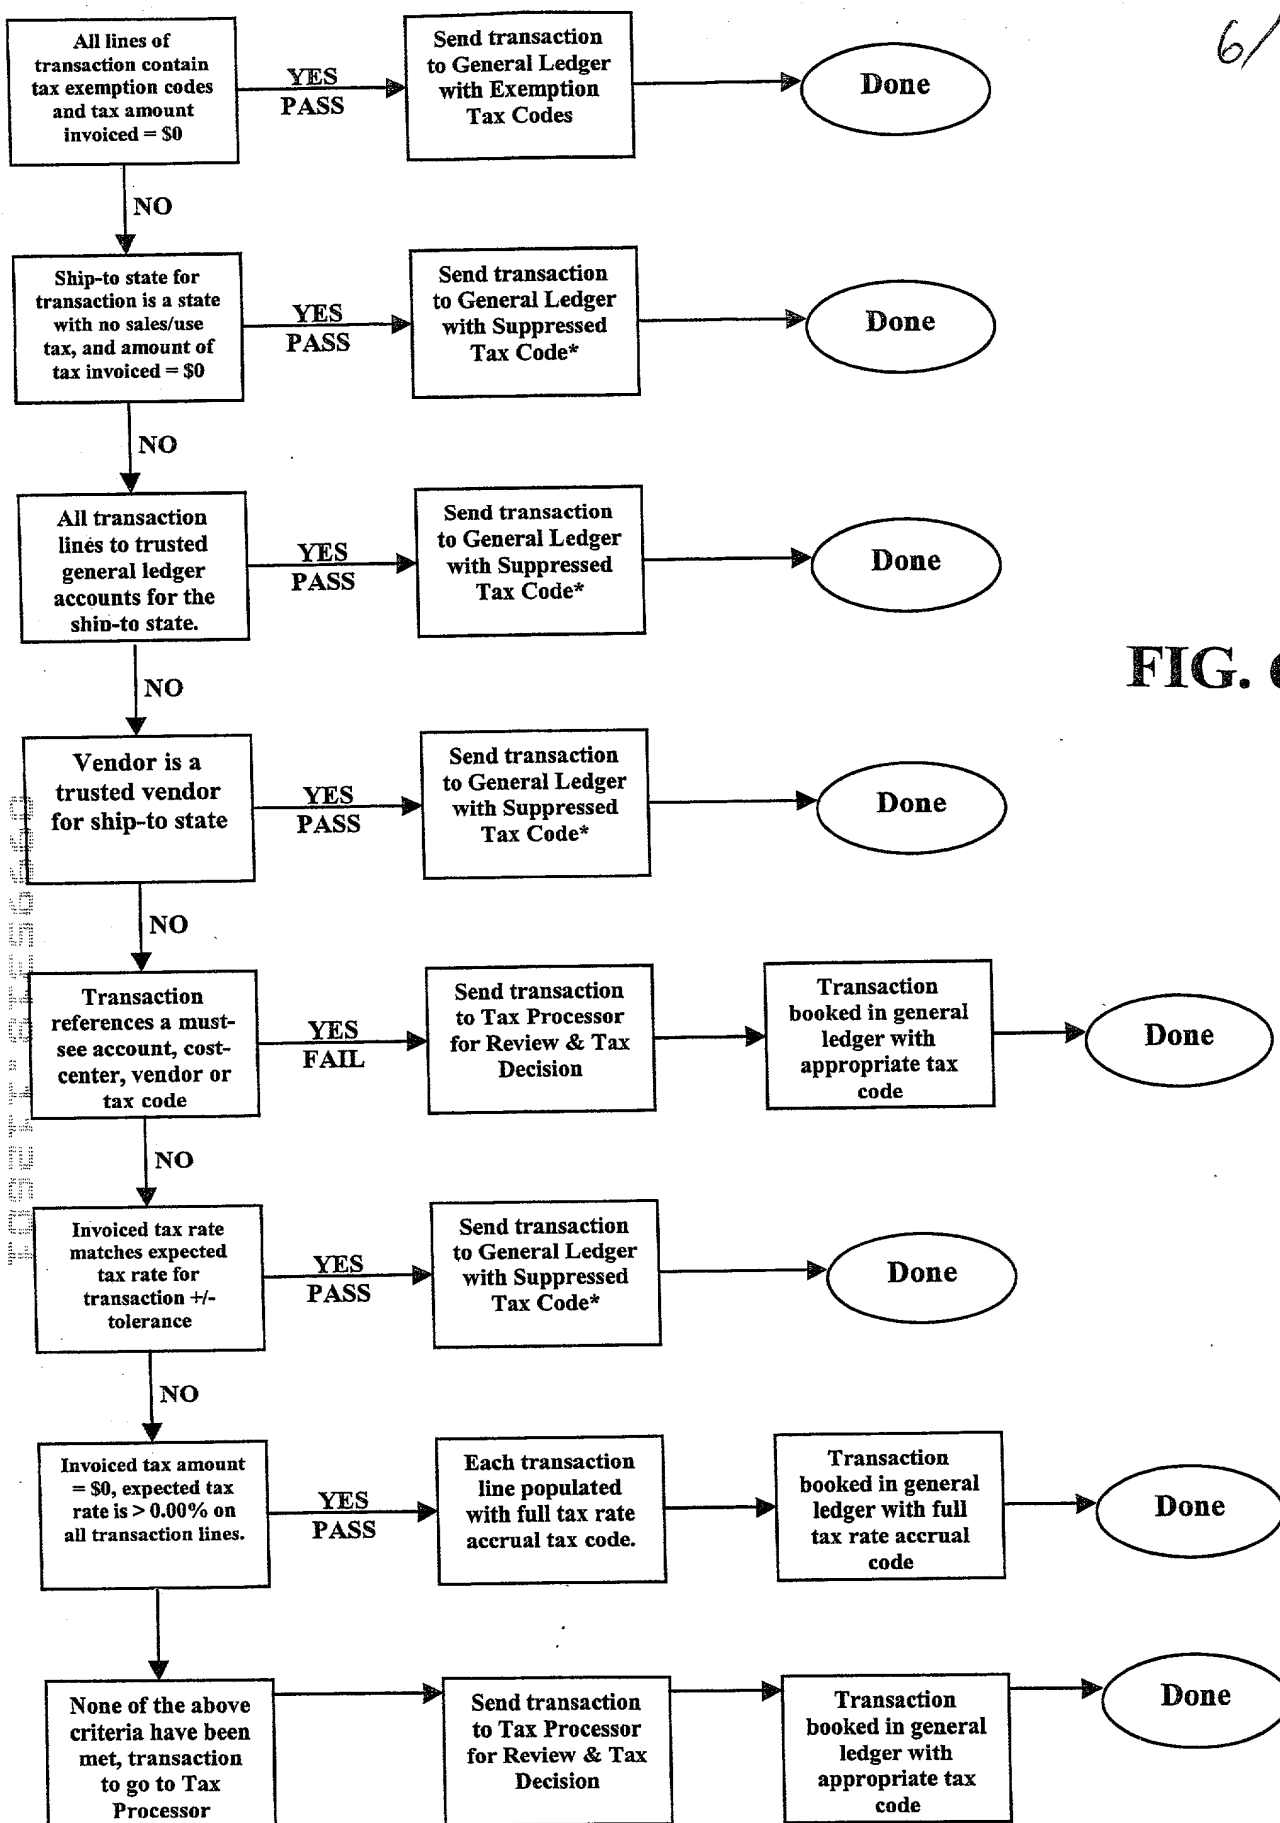 6/
All lines of
transaction contain
tax exemption codes
and tax amount
invoiced = $0
YES
PASS
Send transaction
to General Ledger
with Exemption
Tax Codes
Done
NO
Ship-to state for
transaction is a state
with no sales/use
tax, and amount of
tax invoiced = $0
YES
PASS
Send transaction
to General Ledger
with Suppressed
Tax Code*
Done
NO
All transaction
lines to trusted
general ledger
accounts for the
ship-to state.
YES
PASS
Send transaction
to General Ledger
with Suppressed
Tax Code*
Done
FIG.
NO
Vendor is a
trusted vendor
for ship-to state
YES
PASS
Send transaction
to General Ledger
with Suppressed
Tax Code*
Done
NO
Transaction
references a must-
see account, cost-
center, vendor or
tax code
YES
FAIL
Send transaction
to Tax Processor
for Review & Tax
Decision
Transaction
booked in general
ledger with
appropriate tax
code
Done
NO
Invoiced tax rate
matches expected
tax rate for
transaction +/-
tolerance
YES
PASS
Send transaction
to General Ledger
with Suppressed
Tax Code*
Done
NO
Invoiced tax amount
= $0, expected tax
rate is > 0.00% on
all transaction lines.
YES
PASS
Each transaction
line populated
with full tax rate
accrual tax code.
Transaction
booked in general
ledger with full
tax rate accrual
code
Done
None of the above
criteria have been
met, transaction
to go to Tax
Processor
Send transaction
to Tax Processor
for Review & Tax
Decision
Transaction
booked in general
ledger with
appropriate tax
code
Done